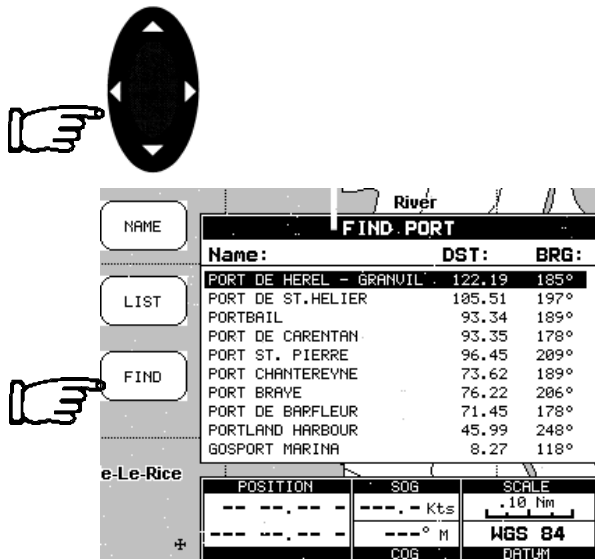 River
NAME
FIND PORT
Name: DST: BRG:
PORT DE HEREL - GRANVIL . 122.19 185°
LIST
PORT DE ST.HELIER 105.51 197°
PORTBAIL 93.34 189°
PORT DE CARENTAN 93.35 178°
PORT ST. PIERRE 96.45 209°
FIND
PORT CHANTEREYNE 73.62 189°
PORT BRAYE 76.22 206°
PORT DE BARFLEUR 71.45 178°
PORTLAND HARBOUR 45.99 248°
GOSPORT MARINA 8.27 118°
e-Le-Rice
POSITION SOG SCALE
-- --.-- - ---.- Kts .10 Nm
-- --.-- - ---° M WGS 84
COG DATUM